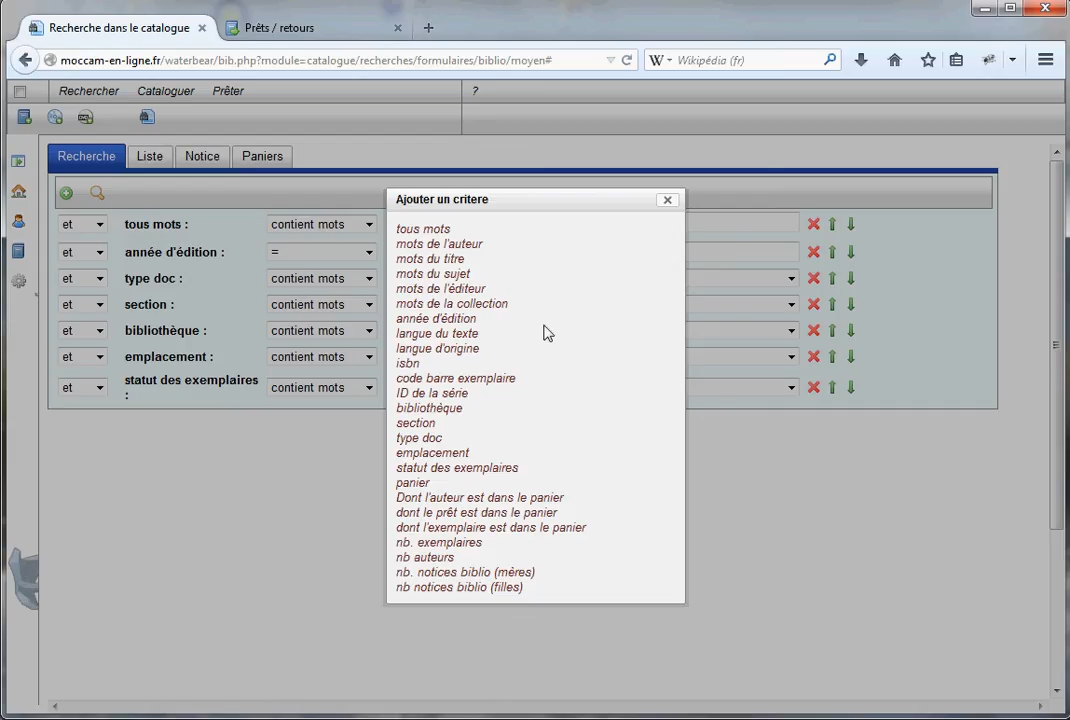 Recherche dans le catalogue
Prêts / retours
moccam-en-ligne.fr/waterbear/bib.php?module=catalogue/recherches/formulaires/biblio/moyen#
W
Wikipédia (fr)
Rechercher Cataloguer Prêter
?
Recherche Liste Notice Paniers
Ajouter un critere
et tous mots : contient mots
et année d'édition : =
et type doc : contient mots
et section : contient mots
et bibliothèque : contient mots
et emplacement : contient mots
et statut des exemplaires : contient mots
tous mots
mots de l'auteur
mots du titre
mots du sujet
mots de l'éditeur
mots de la collection
année d'édition
langue du texte
langue d'origine
isbn
code barre exemplaire
ID de la série
bibliothèque
section
type doc
emplacement
statut des exemplaires
panier
Dont l'auteur est dans le panier
dont le prêt est dans le panier
dont l'exemplaire est dans le panier
nb. exemplaires
nb auteurs
nb. notices biblio (mères)
nb notices biblio (filles)